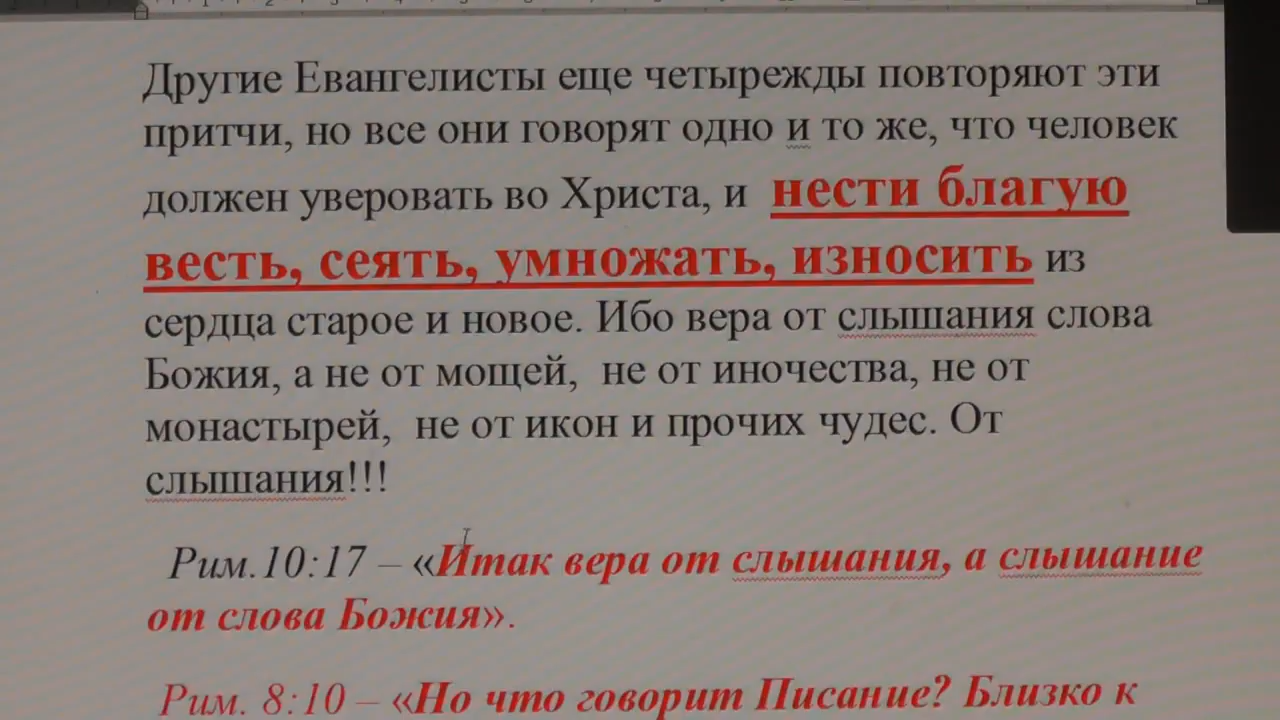 Другие Евангелисты еще четырежды повторяют эти
притчи, но все они говорят одно и то же, что человек
должен уверовать во Христа, и нести благую
весть, сеять, умножать, износить из
сердца старое и новое. Ибо вера от слышания слова
Божия, а не от мощей, не от иночества, не от
монастырей, не от икон и прочих чудес. От
слышания!!!
Рим.10:17 – «Итак вера от слышания, а слышание
от слова Божия».
Рим. 8:10 – «Но что говорит Писание? Близко к